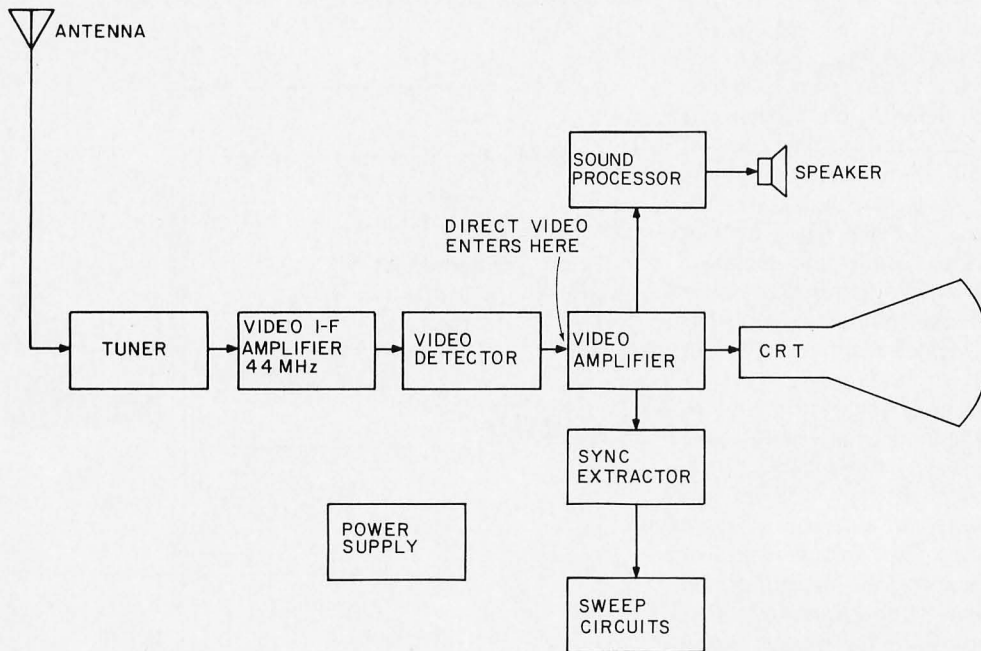 ANTENNA
SOUND
PROCESSOR
SPEAKER
DIRECT VIDEO
ENTERS HERE
TUNER
VIDEO I-F
AMPLIFIER
44 MHz
VIDEO
DETECTOR
VIDEO
AMPLIFIER
CRT
SYNC
EXTRACTOR
POWER
SUPPLY
SWEEP
CIRCUITS